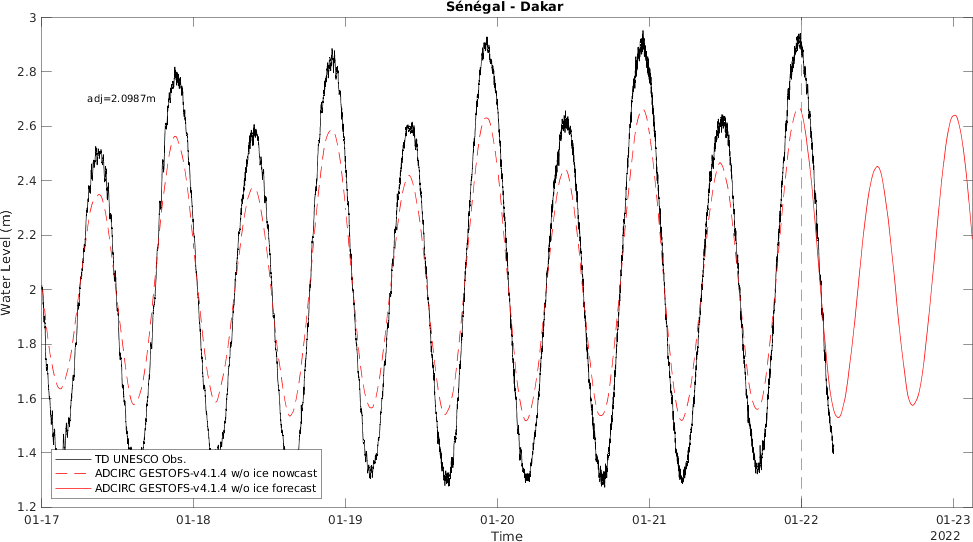 Sénégal - Dakar
3
2.8
2.6
2.4
2.2
2
1.8
1.6
1.4
1.2
Water Level (m)
adj=2.0987m
TD UNESCO Obs.
ADCIRC GESTOFS-v4.1.4 w/o ice nowcast
ADCIRC GESTOFS-v4.1.4 w/o ice forecast
01-17 01-18 01-19 01-20 01-21 01-22 01-23
Time
2022